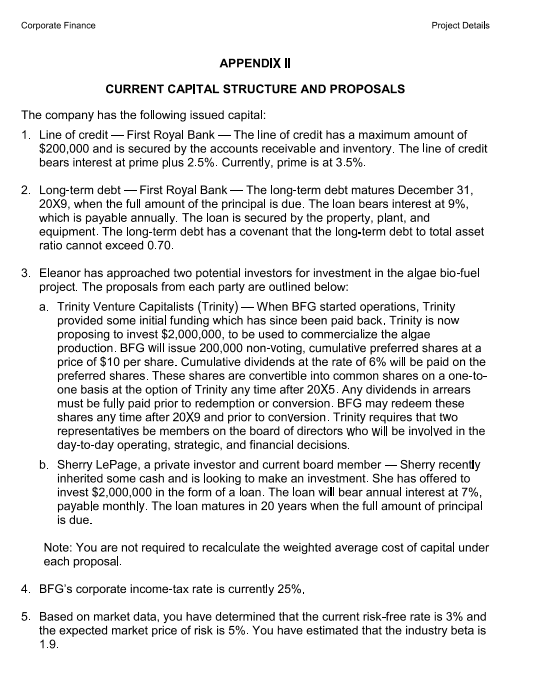 Corporate Finance
Project Details
APPENDIX II
CURRENT CAPITAL STRUCTURE AND PROPOSALS
The company has the following issued capital:
1. Line of credit — First Royal Bank — The line of credit has a maximum amount of
$200,000 and is secured by the accounts receivable and inventory. The line of credit
bears interest at prime plus 2.5%. Currently, prime is at 3.5%.
2. Long-term debt — First Royal Bank — The long-term debt matures December 31,
20X9, when the full amount of the principal is due. The loan bears interest at 9%,
which is payable annually. The loan is secured by the property, plant, and
equipment. The long-term debt has a covenant that the long-term debt to total asset
ratio cannot exceed 0.70.
3. Eleanor has approached two potential investors for investment in the algae bio-fuel
project. The proposals from each party are outlined below:
a. Trinity Venture Capitalists (Trinity) — When BFG started operations, Trinity
provided some initial funding which has since been paid back. Trinity is now
proposing to invest $2,000,000, to be used to commercialize the algae
production. BFG will issue 200,000 non-voting, cumulative preferred shares at a
price of $10 per share. Cumulative dividends at the rate of 6% will be paid on the
preferred shares. These shares are convertible into common shares on a one-to-
one basis at the option of Trinity any time after 20X5. Any dividends in arrears
must be fully paid prior to redemption or conversion. BFG may redeem these
shares any time after 20X9 and prior to conversion. Trinity requires that two
representatives be members on the board of directors who will be involved in the
day-to-day operating, strategic, and financial decisions.
b. Sherry LePage, a private investor and current board member — Sherry recently
inherited some cash and is looking to make an investment. She has offered to
invest $2,000,000 in the form of a loan. The loan will bear annual interest at 7%,
payable monthly. The loan matures in 20 years when the full amount of principal
is due.
Note: You are not required to recalculate the weighted average cost of capital under
each proposal.
4. BFG's corporate income-tax rate is currently 25%,
5. Based on market data, you have determined that the current risk-free rate is 3% and
the expected market price of risk is 5%. You have estimated that the industry beta is
1.9.